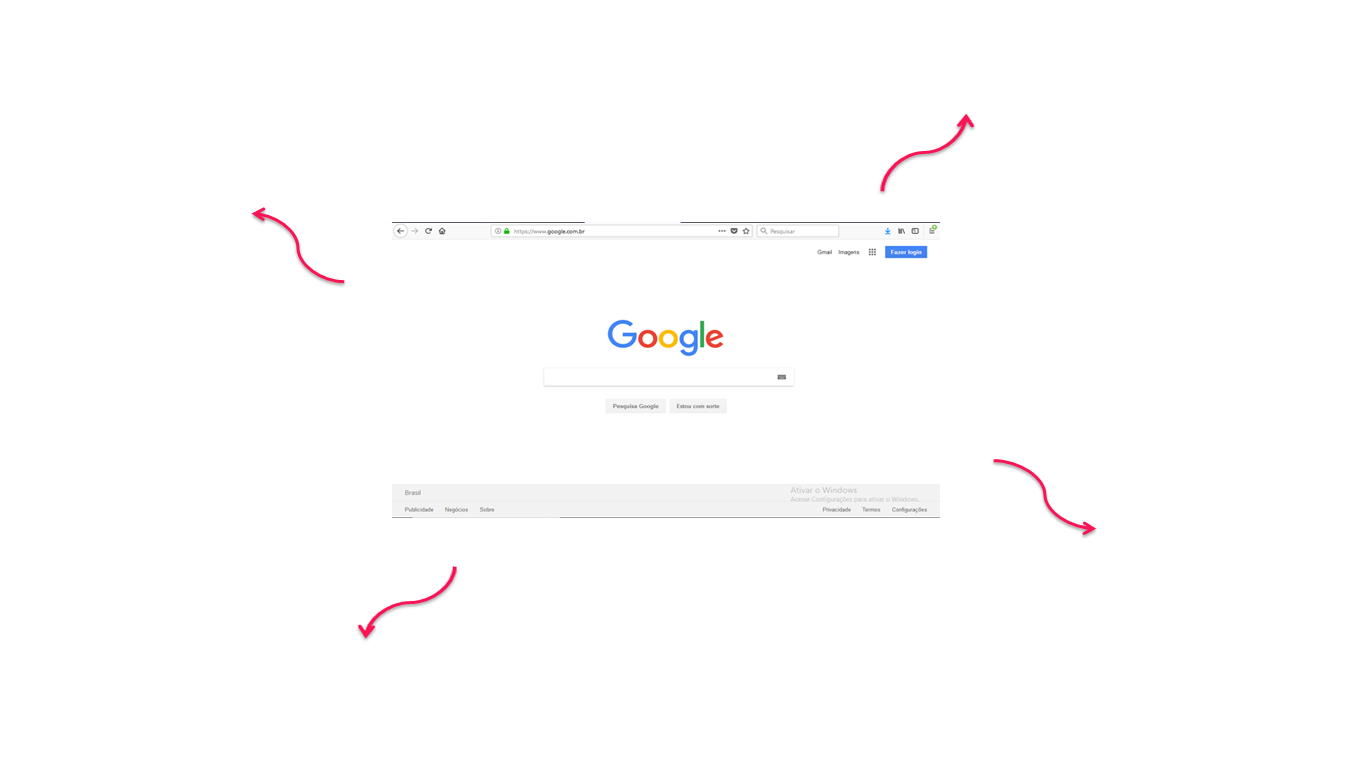 https://www.google.com.br
Pesquisar
Gmail Imagens Fazer login
Google
Pesquisa Google Estou com sorte
Brasil
Ativar o Windows
Acesse Configurações para ativar o Windows.
Publicidade Negócios Sobre Privacidade Termos Configurações